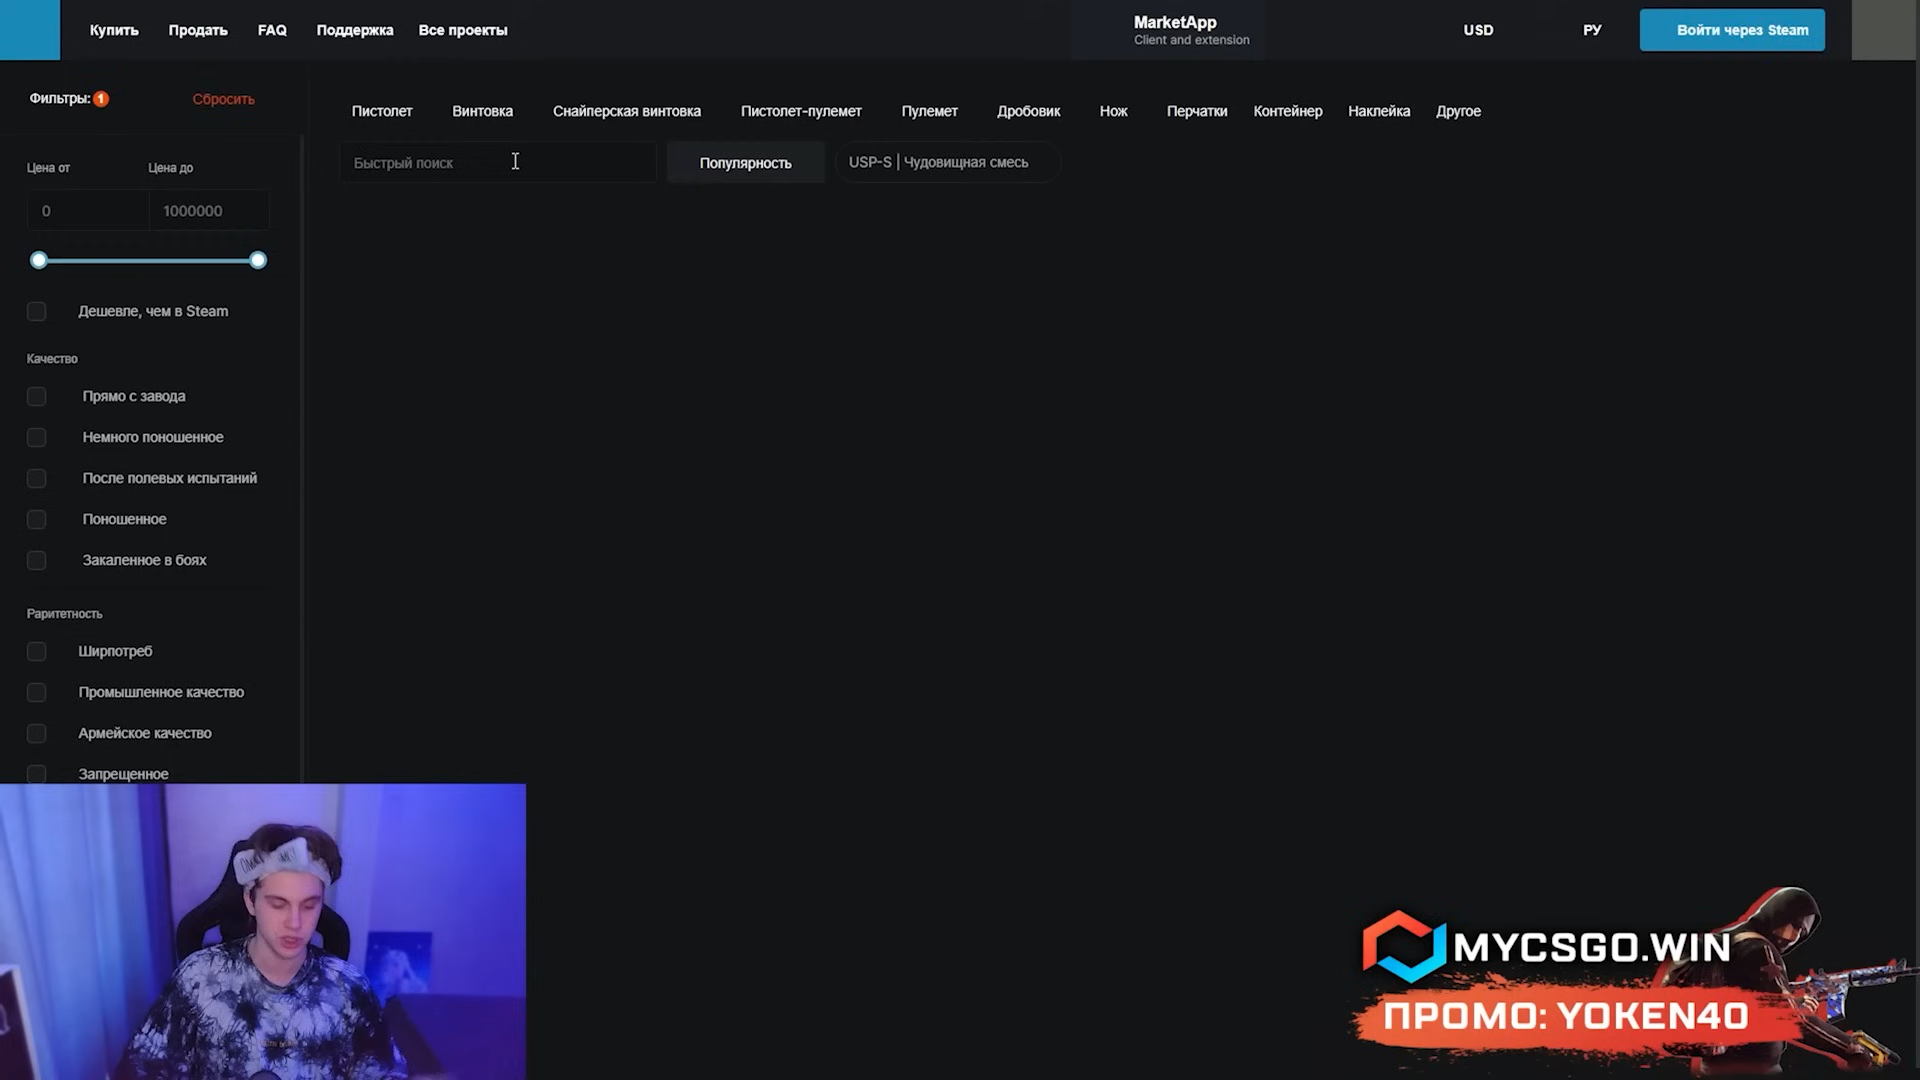 Купить Продать FAQ Поддержка Все проекты
MarketApp
Client and extension
USD
РУ
Войти через Steam
Фильтры: 1
Сбросить
Пистолет Винтовка Снайперская винтовка Пистолет-пулемет Пулемет Дробовик Нож Перчатки Контейнер Наклейка Другое
Быстрый поиск
Популярность
USP-S | Чудовищная смесь
Цена от
Цена до
0
1000000
Дешевле, чем в Steam
Качество
Прямо с завода
Немного поношенное
После полевых испытаний
Поношенное
Закаленное в боях
Раритетность
Ширпотреб
Промышленное качество
Армейское качество
Запрещенное
MYCSGO.WIN
ПРОМО: YOKEN40